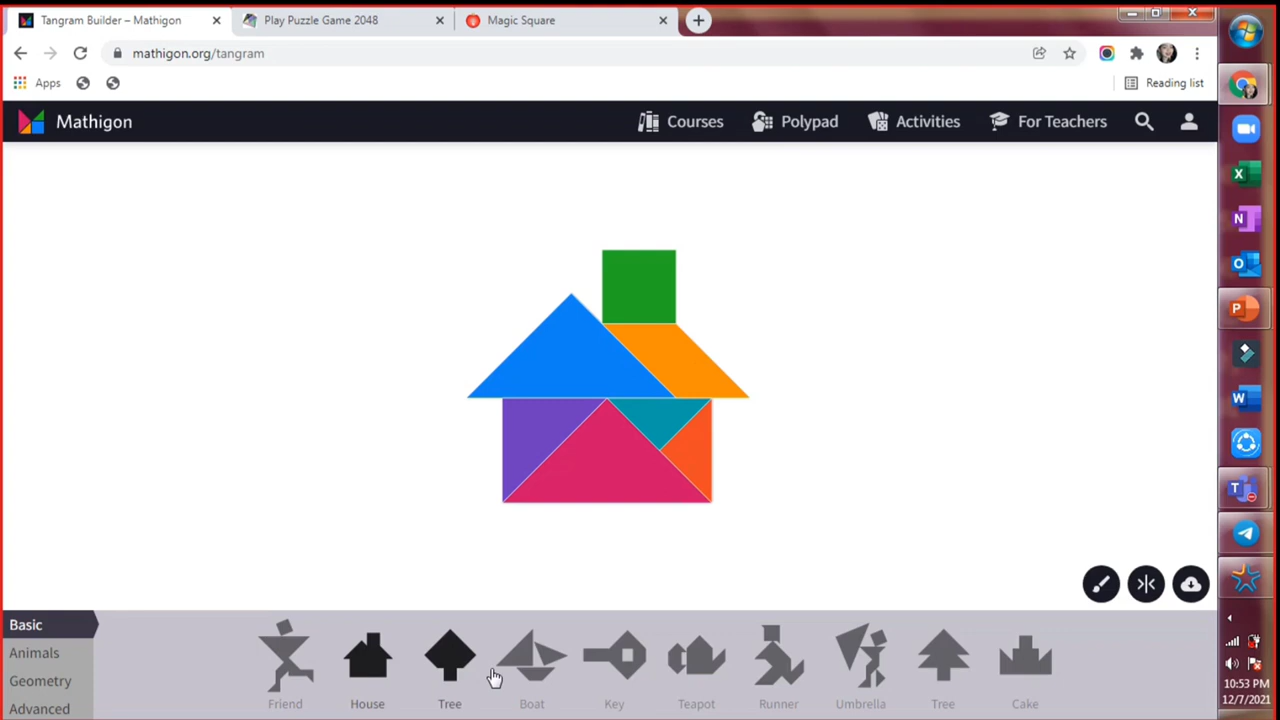 Tangram Builder – Mathigon
Play Puzzle Game 2048
Magic Square
mathigon.org/tangram
Apps
Reading list
Mathigon
Courses
Polypad
Activities
For Teachers
Basic
Animals
Geometry
Advanced
Friend
House
Tree
Boat
Key
Teapot
Runner
Umbrella
Tree
Cake
10:53 PM
12/7/2021